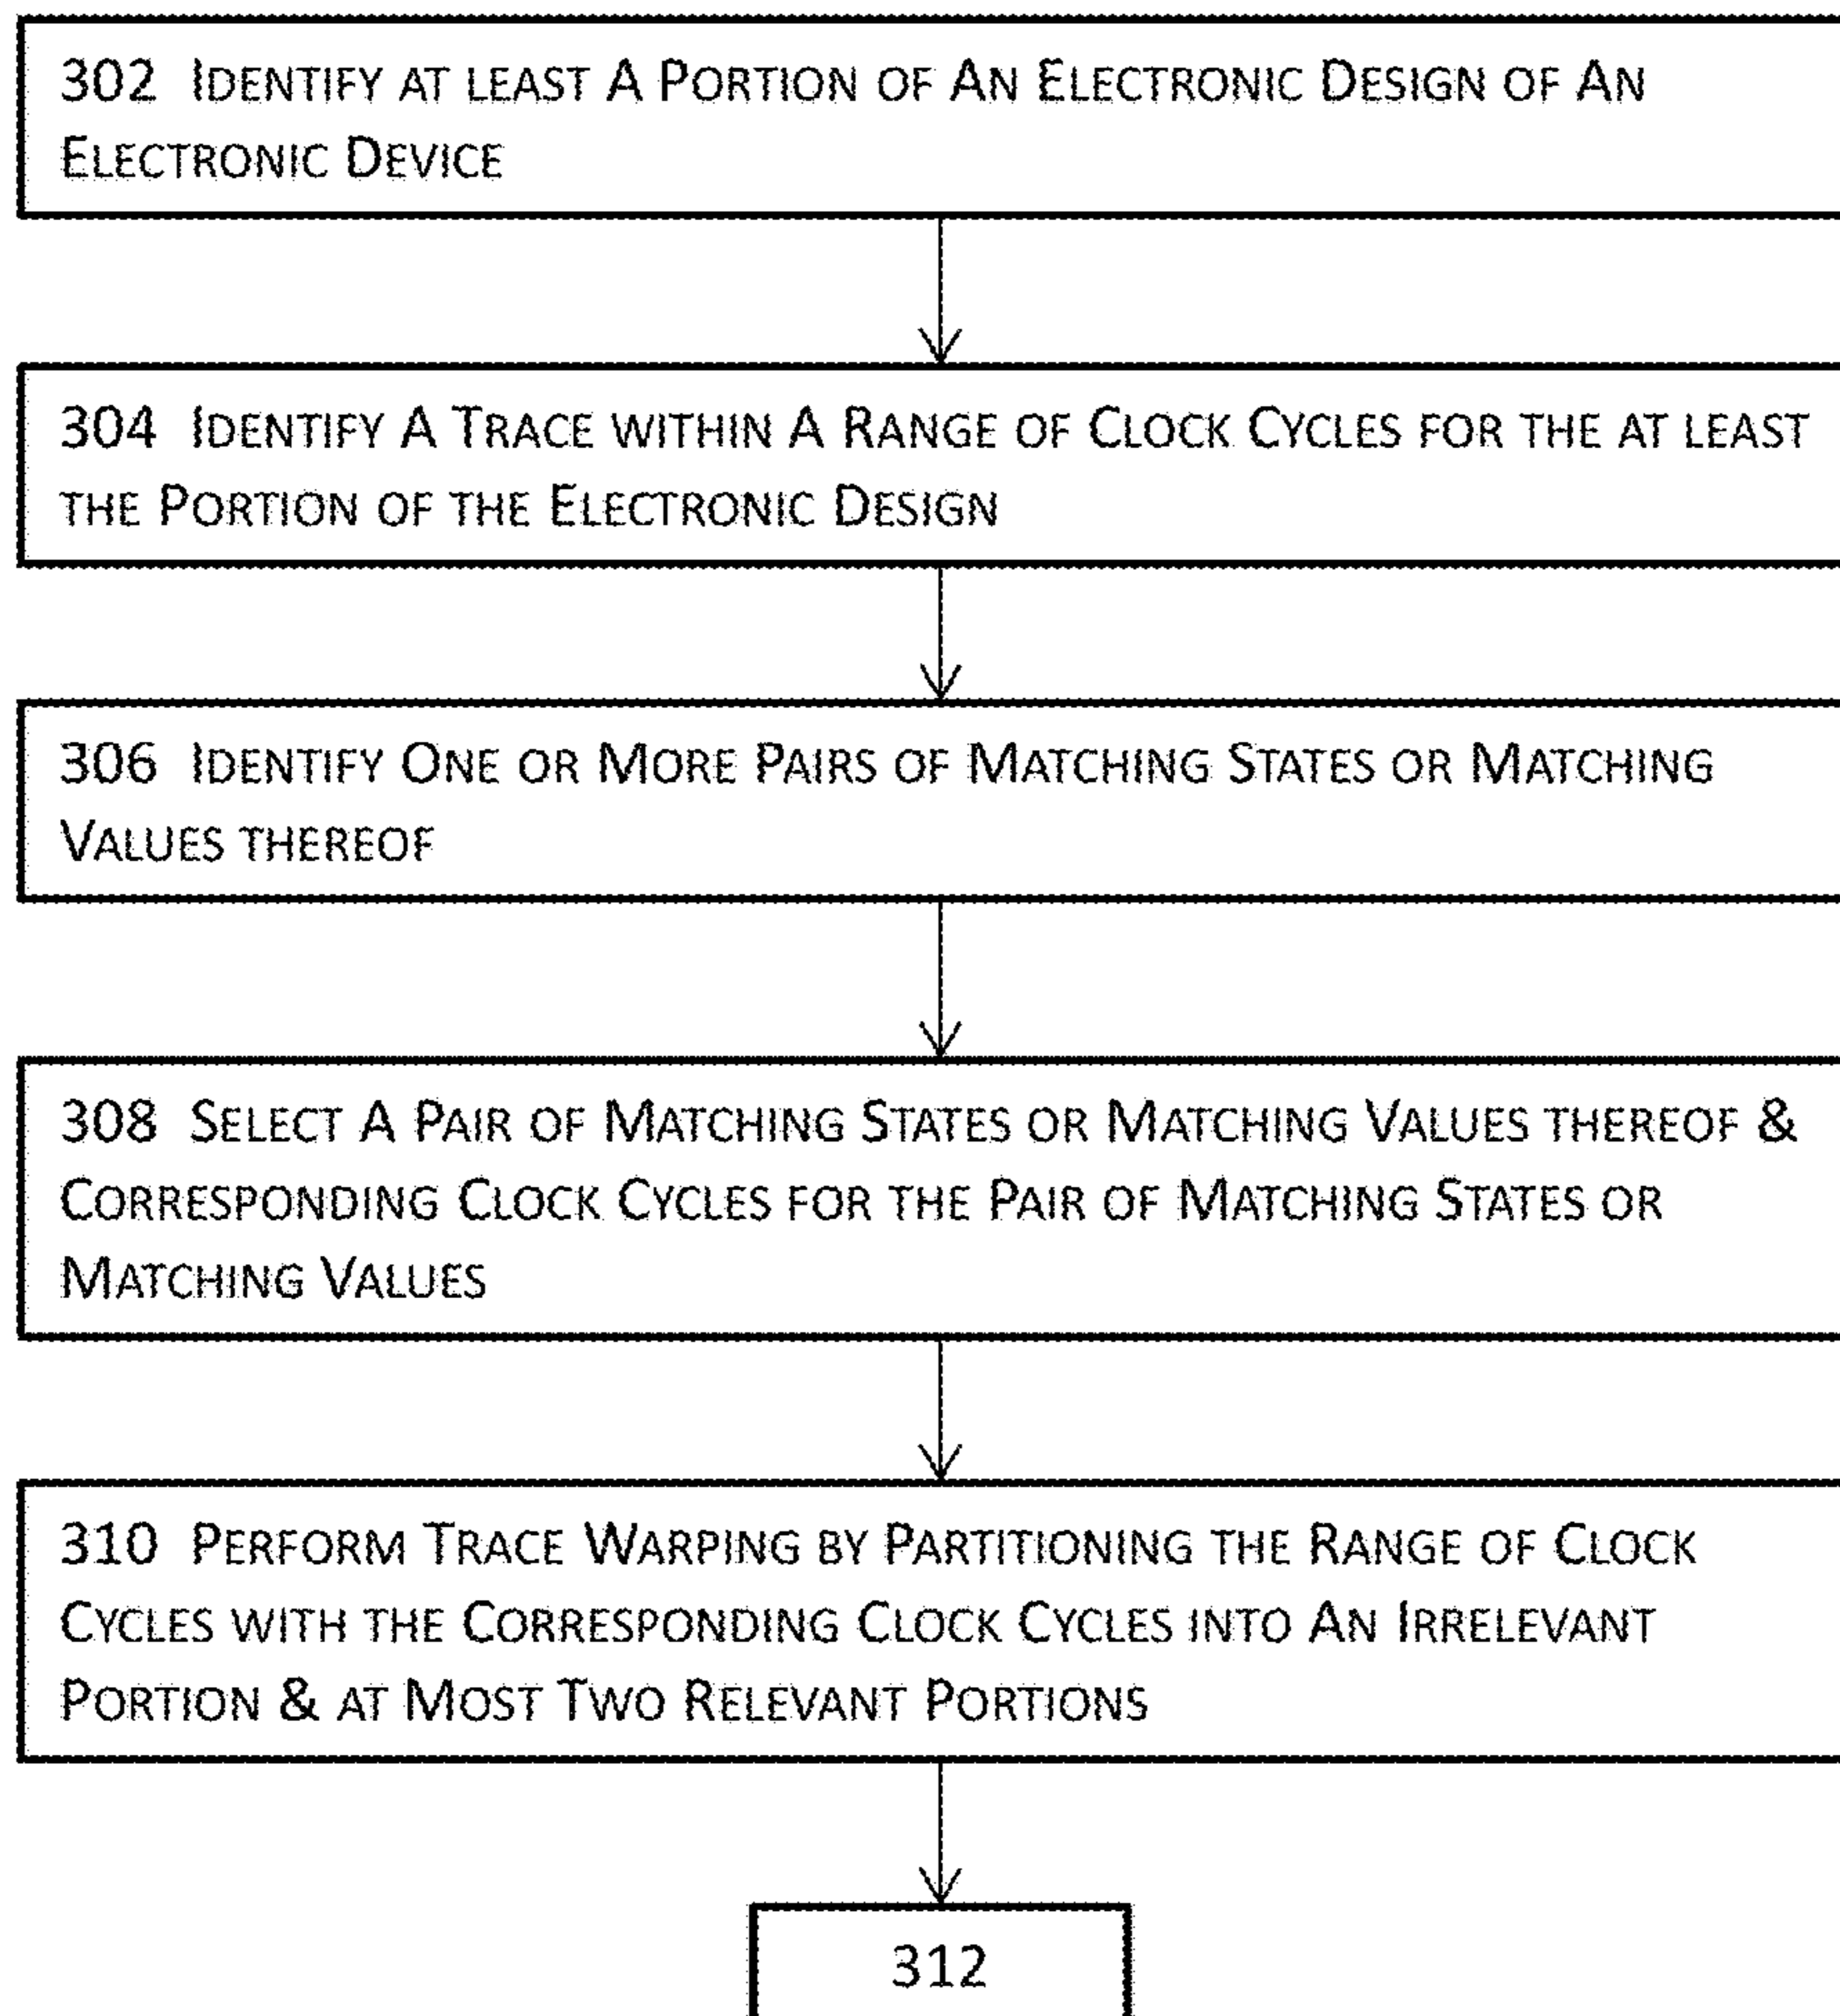 302 Identify at least A Portion of An Electronic Design of An
Electronic Device
304 Identify A Trace within A Range of Clock Cycles for the at least
the Portion of the Electronic Design
306 Identify One or More Pairs of Matching States or Matching
Values thereof
308 Select A Pair of Matching States or Matching Values thereof &
Corresponding Clock Cycles for the Pair of Matching States or
Matching Values
310 Perform Trace Warping by Partitioning the Range of Clock
Cycles with the Corresponding Clock Cycles into An Irrelevant
Portion & at Most Two Relevant Portions
312